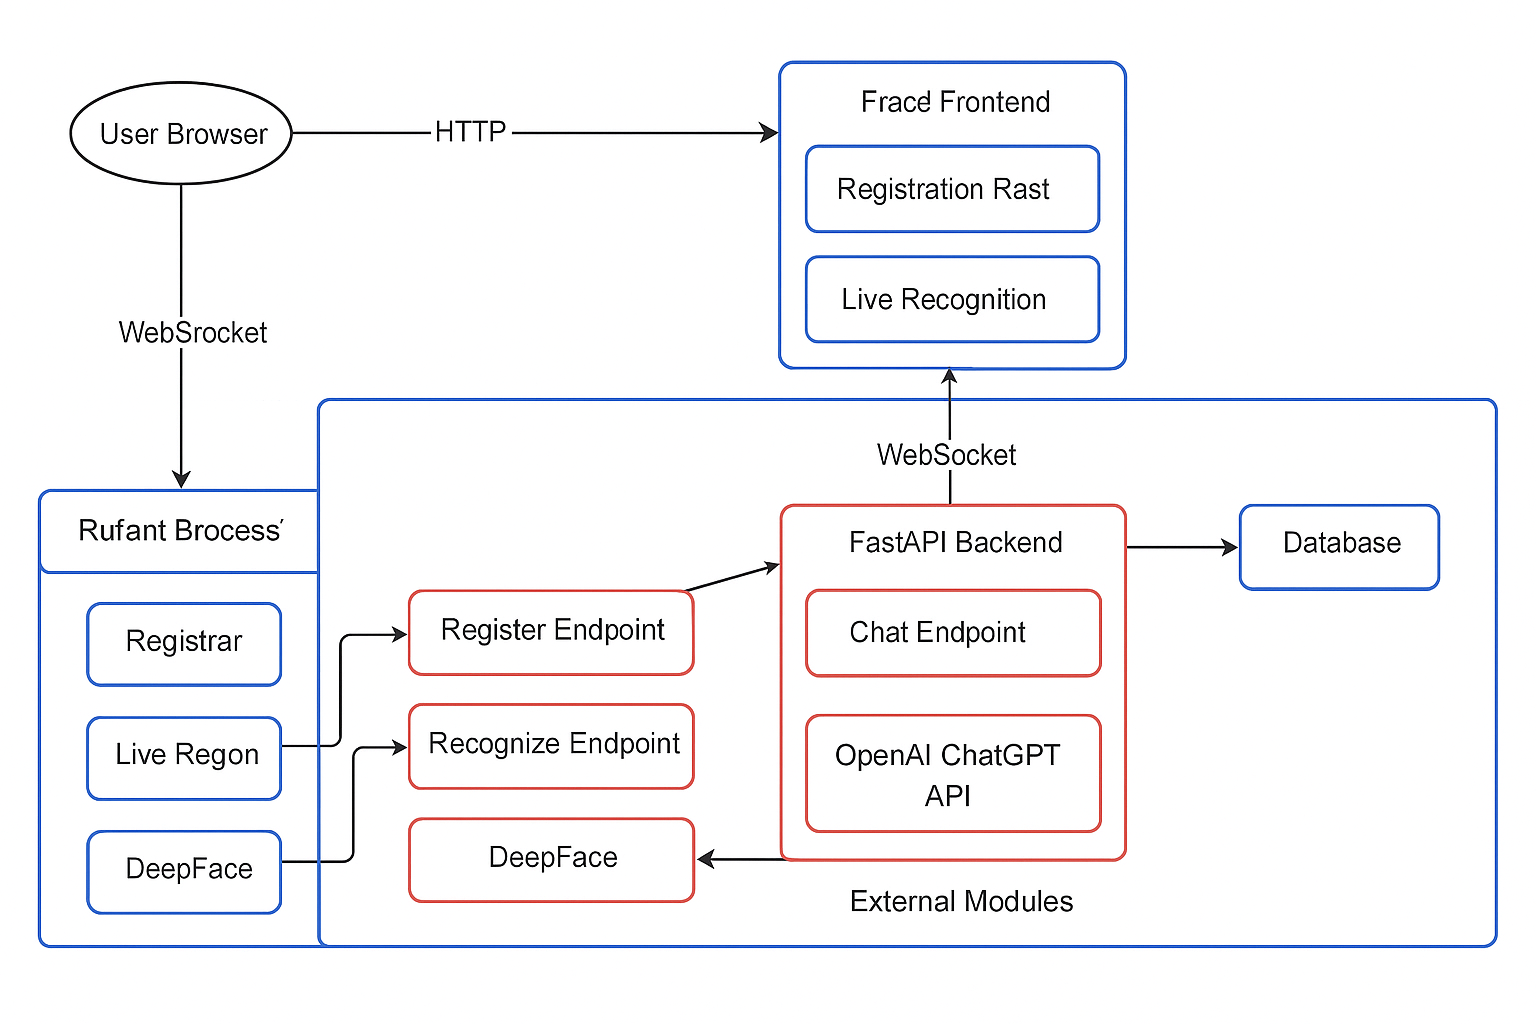 User Browser
HTTP
Fracd Frontend
Registration Rast
Live Recognition
WebSrocket
WebSocket
Rufant Brocess′
Registrar
Live Regon
DeepFace
Register Endpoint
Recognize Endpoint
DeepFace
FastAPI Backend
Chat Endpoint
OpenAI ChatGPT
API
Database
External Modules